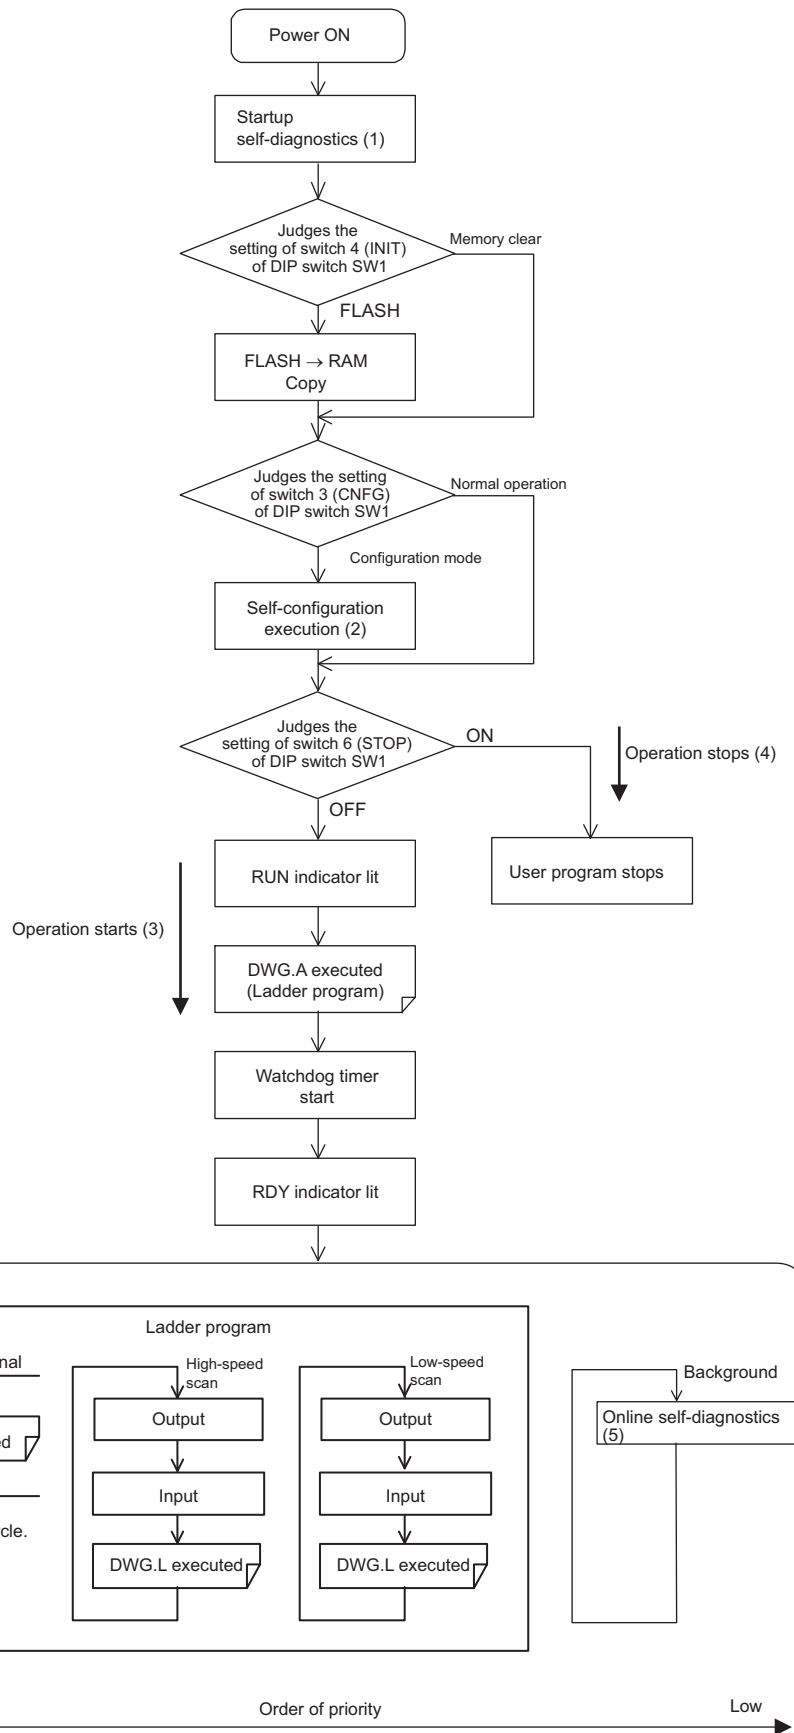 Power ON
Startup
self-diagnostics (1)
Judges the
setting of switch 4 (INIT)
of DIP switch SW1
Memory clear
FLASH
FLASH → RAM
Copy
Judges the setting
of switch 3 (CNFG)
of DIP switch SW1
Normal operation
Configuration mode
Self-configuration
execution (2)
Judges the
setting of switch 6 (STOP)
of DIP switch SW1
ON
Operation stops (4)
OFF
RUN indicator lit
User program stops
Operation starts (3)
DWG.A executed
(Ladder program)
Watchdog timer
start
RDY indicator lit
Ladder program
nal
High-speed
scan
Low-speed
scan
Background
Output
Output
Online self-diagnostics
(5)
ed
Input
Input
cle.
DWG.L executed
DWG.L executed
Order of priority
Low